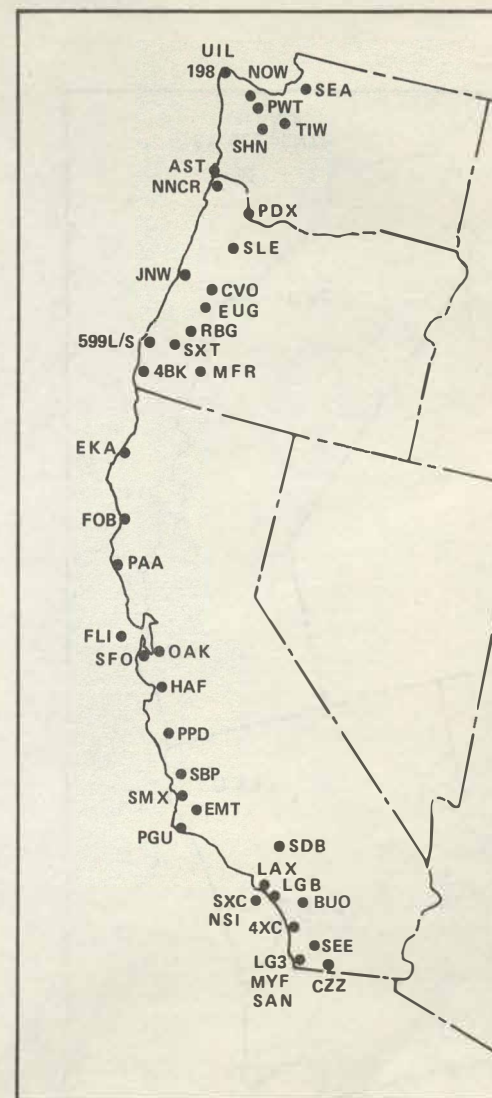 UIL
198
NOW
SEA
PWT
TIW
SHN
AST
NNCR
PDX
SLE
JNW
CVO
EUG
RBG
599L/S
SXT
4BK
MFR
EKA
FOB
PAA
FLI
SFO
OAK
HAF
PPD
SBP
SMX
EMT
PGU
SDB
LAX
LGB
SXC
NSI
BUO
4XC
SEE
LG3
MYF
SAN
CZZ